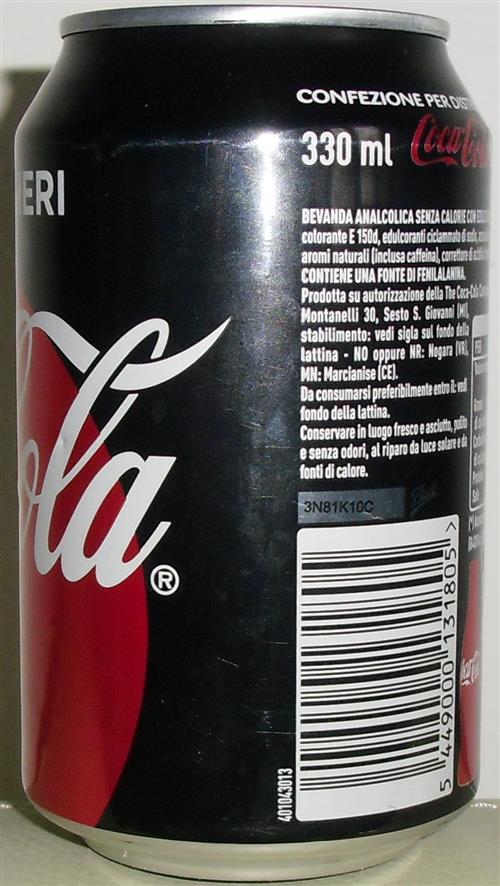 CONFEZIONE PER
330 ml
Coca-Cola
ERI
Cola®
BEVANDA ANALCOLICA SENZA CALORIE CON
colorante E 150d, edulcoranti ciclammato di sodio,
aromi naturali (inclusa caffeina), correttore di
CONTIENE UNA FONTE DI FENILALANINA.
Prodotta su autorizzazione della The Coca-Cola
Montanelli 30, Sesto S. Giovanni (MI),
stabilimento: vedi sigla sul fondo della
lattina - NO oppure NR: Nogara (VR),
MN: Marcianise (CE).
Da consumarsi preferibilmente entro il: vedi
fondo della lattina.
Conservare in luogo fresco e asciutto, pulito
e senza odori, al riparo da luce solare e da
fonti di calore.
3N81K10C
5 449000 131805 >
401043013